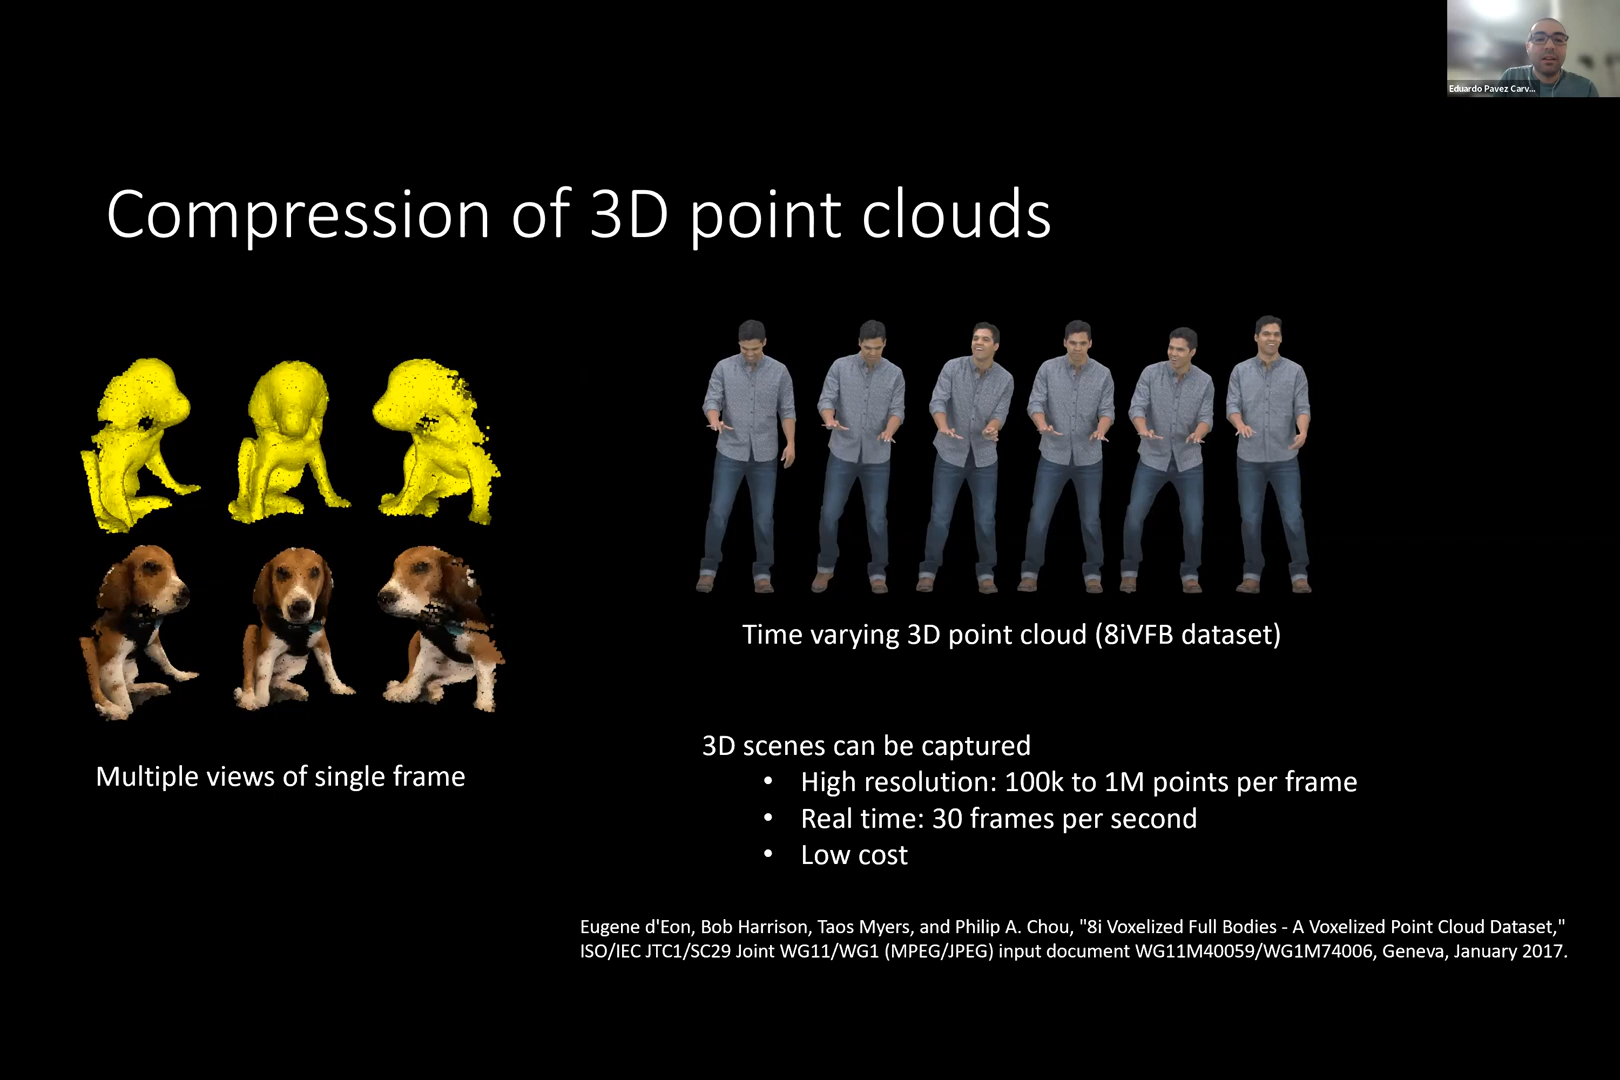 Eduardo Pavez Carv...
Compression of 3D point clouds
Time varying 3D point cloud (8iVFB dataset)
Multiple views of single frame
3D scenes can be captured
• High resolution: 100k to 1M points per frame
• Real time: 30 frames per second
• Low cost
Eugene d'Eon, Bob Harrison, Taos Myers, and Philip A. Chou, "8i Voxelized Full Bodies - A Voxelized Point Cloud Dataset,"
ISO/IEC JTC1/SC29 Joint WG11/WG1 (MPEG/JPEG) input document WG11M40059/WG1M74006, Geneva, January 2017.